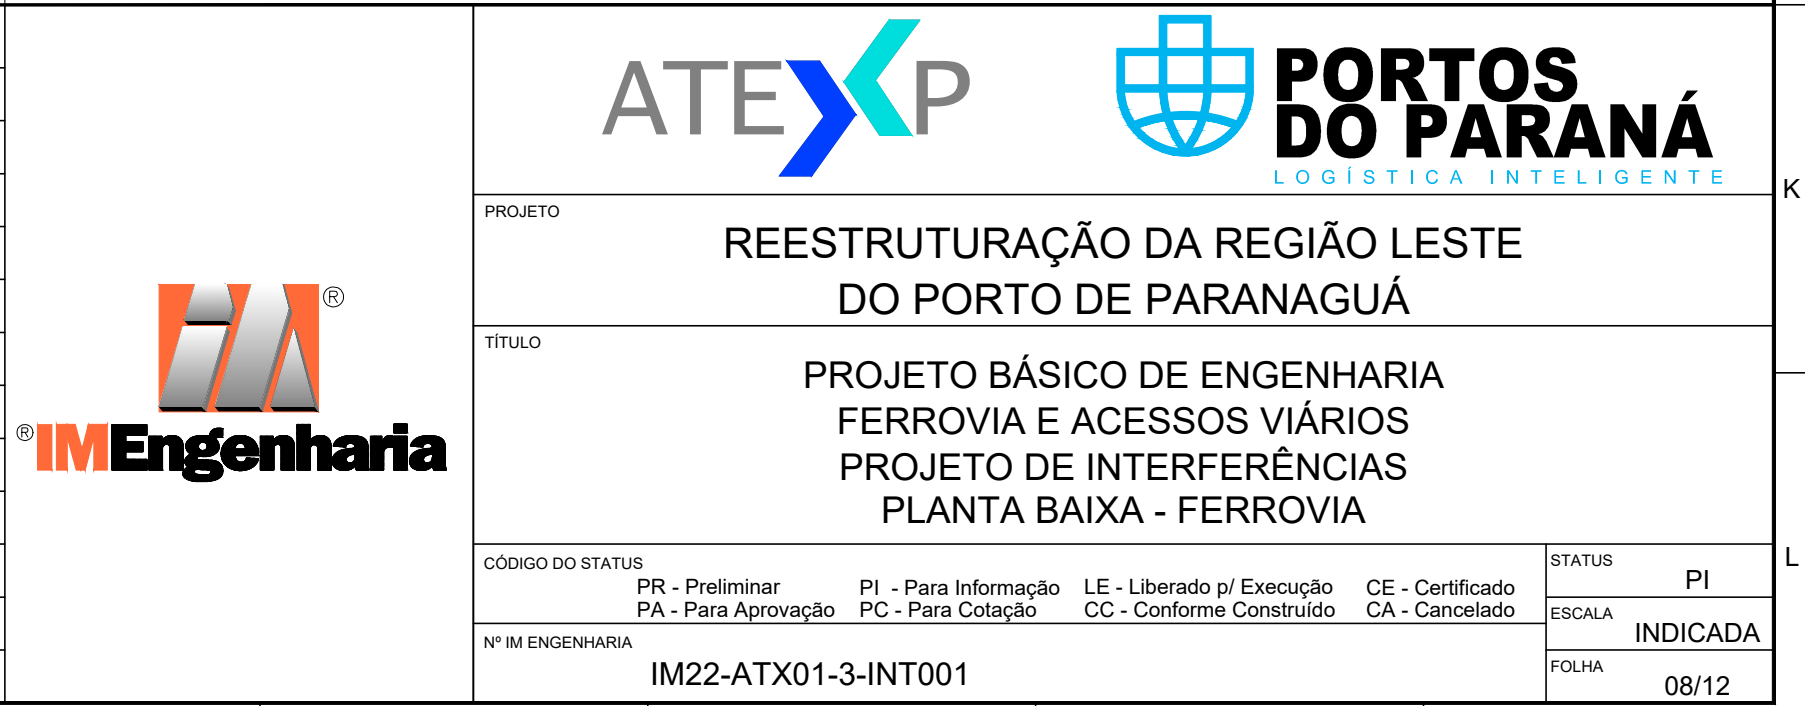 ATEXP
PORTOS
DO PARANÁ
LOGÍSTICA INTELIGENTE
K
PROJETO
REESTRUTURAÇÃO DA REGIÃO LESTE
DO PORTO DE PARANAGUÁ
®
® IMEngenharia
TÍTULO
PROJETO BÁSICO DE ENGENHARIA
FERROVIA E ACESSOS VIÁRIOS
PROJETO DE INTERFERÊNCIAS
PLANTA BAIXA - FERROVIA
CÓDIGO DO STATUS
PR - Preliminar PI - Para Informação LE - Liberado p/ Execução CE - Certificado
PA - Para Aprovação PC - Para Cotação CC - Conforme Construído CA - Cancelado
STATUS
PI
L
ESCALA
INDICADA
Nº IM ENGENHARIA
IM22-ATX01-3-INT001
FOLHA
08/12